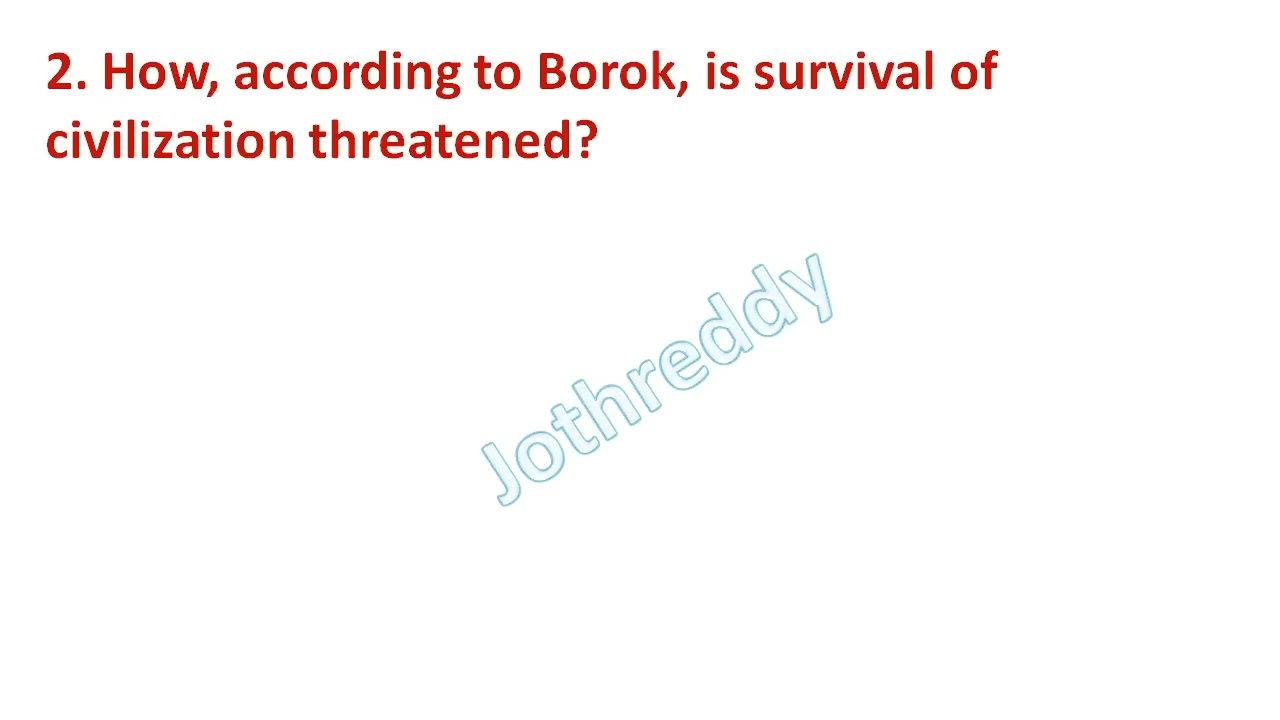 2. How, according to Borok, is survival of
civilization threatened?
Jothreddy